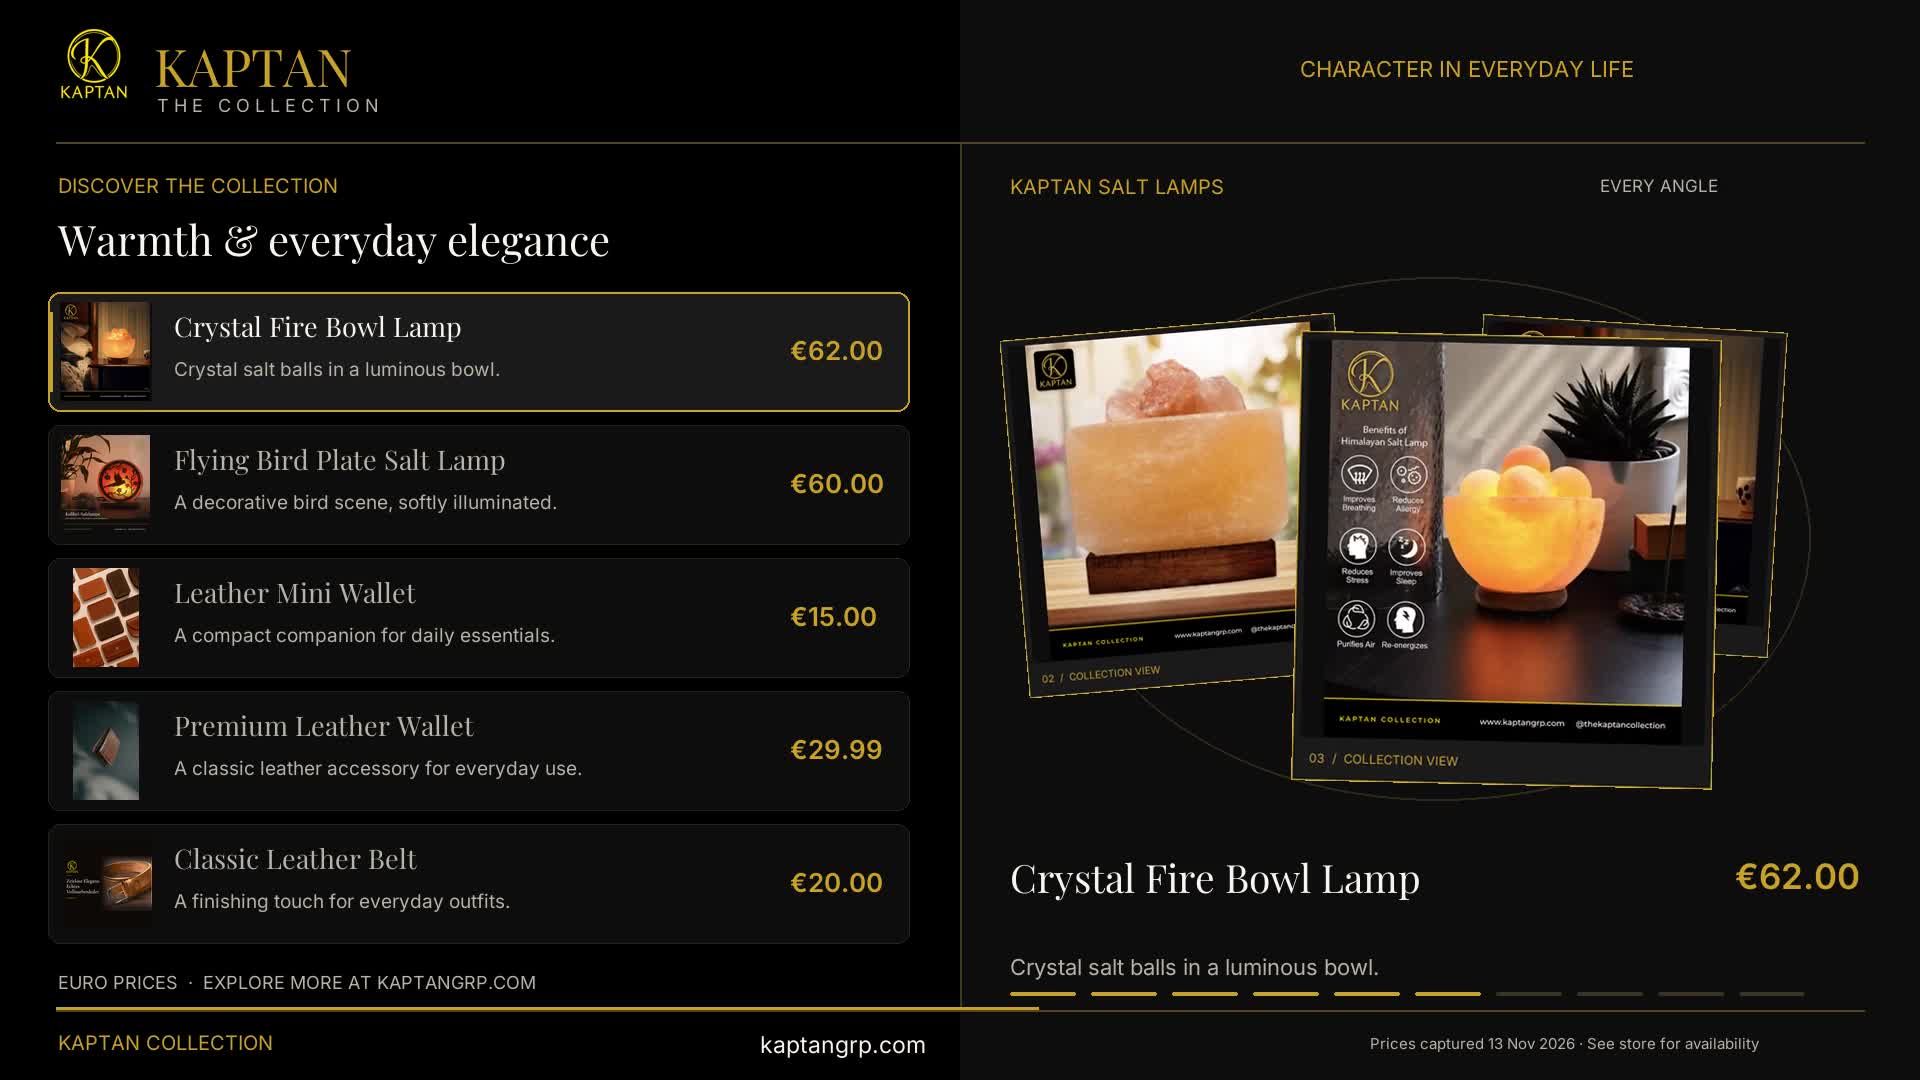 KAPTAN
KAPTAN
THE COLLECTION
CHARACTER IN EVERYDAY LIFE
DISCOVER THE COLLECTION
Warmth & everyday elegance
Crystal Fire Bowl Lamp
Crystal salt balls in a luminous bowl.
€62.00
Flying Bird Plate Salt Lamp
A decorative bird scene, softly illuminated.
€60.00
Leather Mini Wallet
A compact companion for daily essentials.
€15.00
Premium Leather Wallet
A classic leather accessory for everyday use.
€29.99
Classic Leather Belt
A finishing touch for everyday outfits.
€20.00
EURO PRICES · EXPLORE MORE AT KAPTANGRP.COM
KAPTAN SALT LAMPS
EVERY ANGLE
KAPTAN
KAPTAN COLLECTION www.kaptangrp.com
02 / COLLECTION VIEW
KAPTAN
Benefits of
Himalayan Salt Lamp
Improves Breathing
Reduces Allergy
Reduces Stress
Improves Sleep
Purifies Air
Re-energizes
KAPTAN COLLECTION www.kaptangrp.com @thekaptancollection
03 / COLLECTION VIEW
Crystal Fire Bowl Lamp
€62.00
Crystal salt balls in a luminous bowl.
KAPTAN COLLECTION
kaptangrp.com
Prices captured 13 Nov 2026 · See store for availability